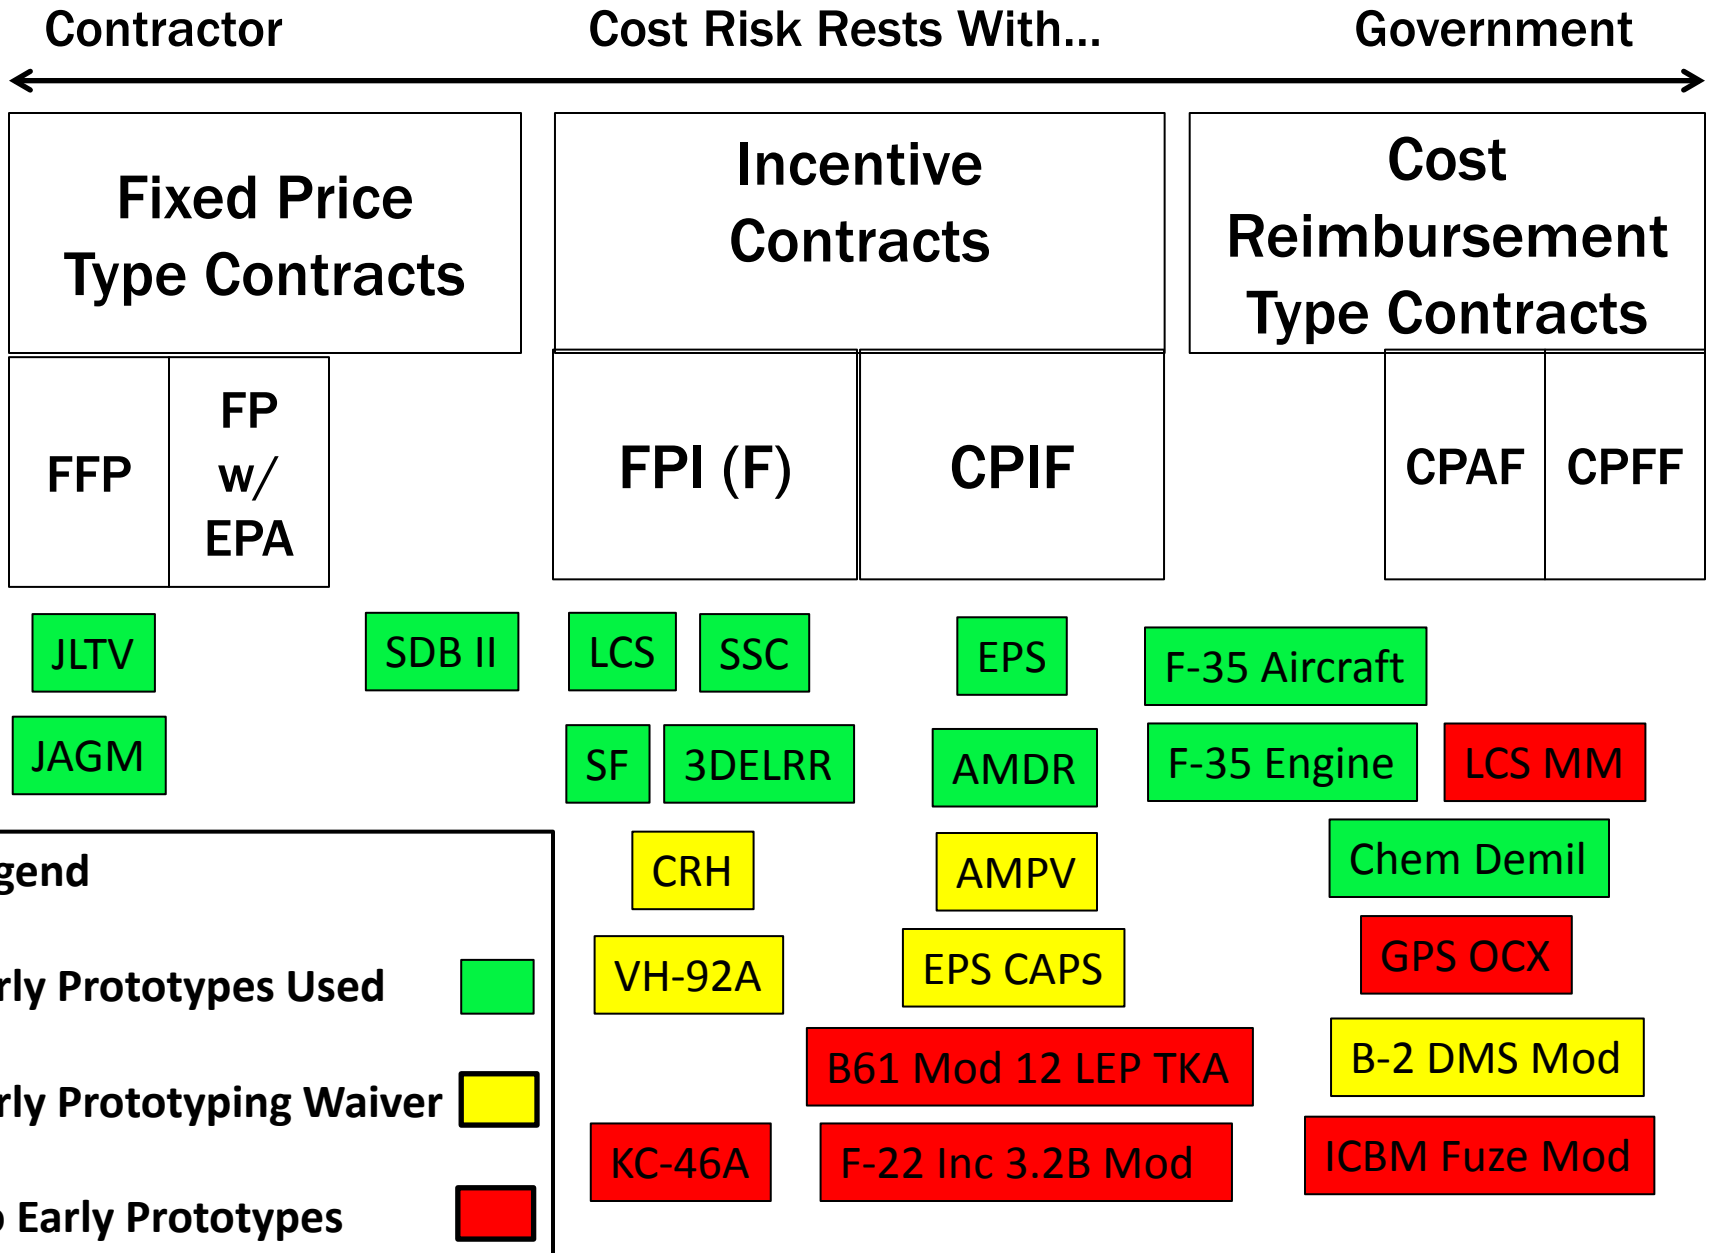 Contractor
Cost Risk Rests With...
Government
Fixed Price
Type Contracts
Incentive
Contracts
Cost
Reimbursement
Type Contracts
FFP
FP
w/
EPA
FPI (F)
CPIF
CPAF
CPFF
JLTV
SDB II
LCS
SSC
EPS
F-35 Aircraft
JAGM
SF
3DELRR
AMDR
F-35 Engine
LCS MM
CRH
AMPV
Chem Demil
VH-92A
EPS CAPS
GPS OCX
B61 Mod 12 LEP TKA
B-2 DMS Mod
KC-46A
F-22 Inc 3.2B Mod
ICBM Fuze Mod
gend
rly Prototypes Used
rly Prototyping Waiver
Early Prototypes